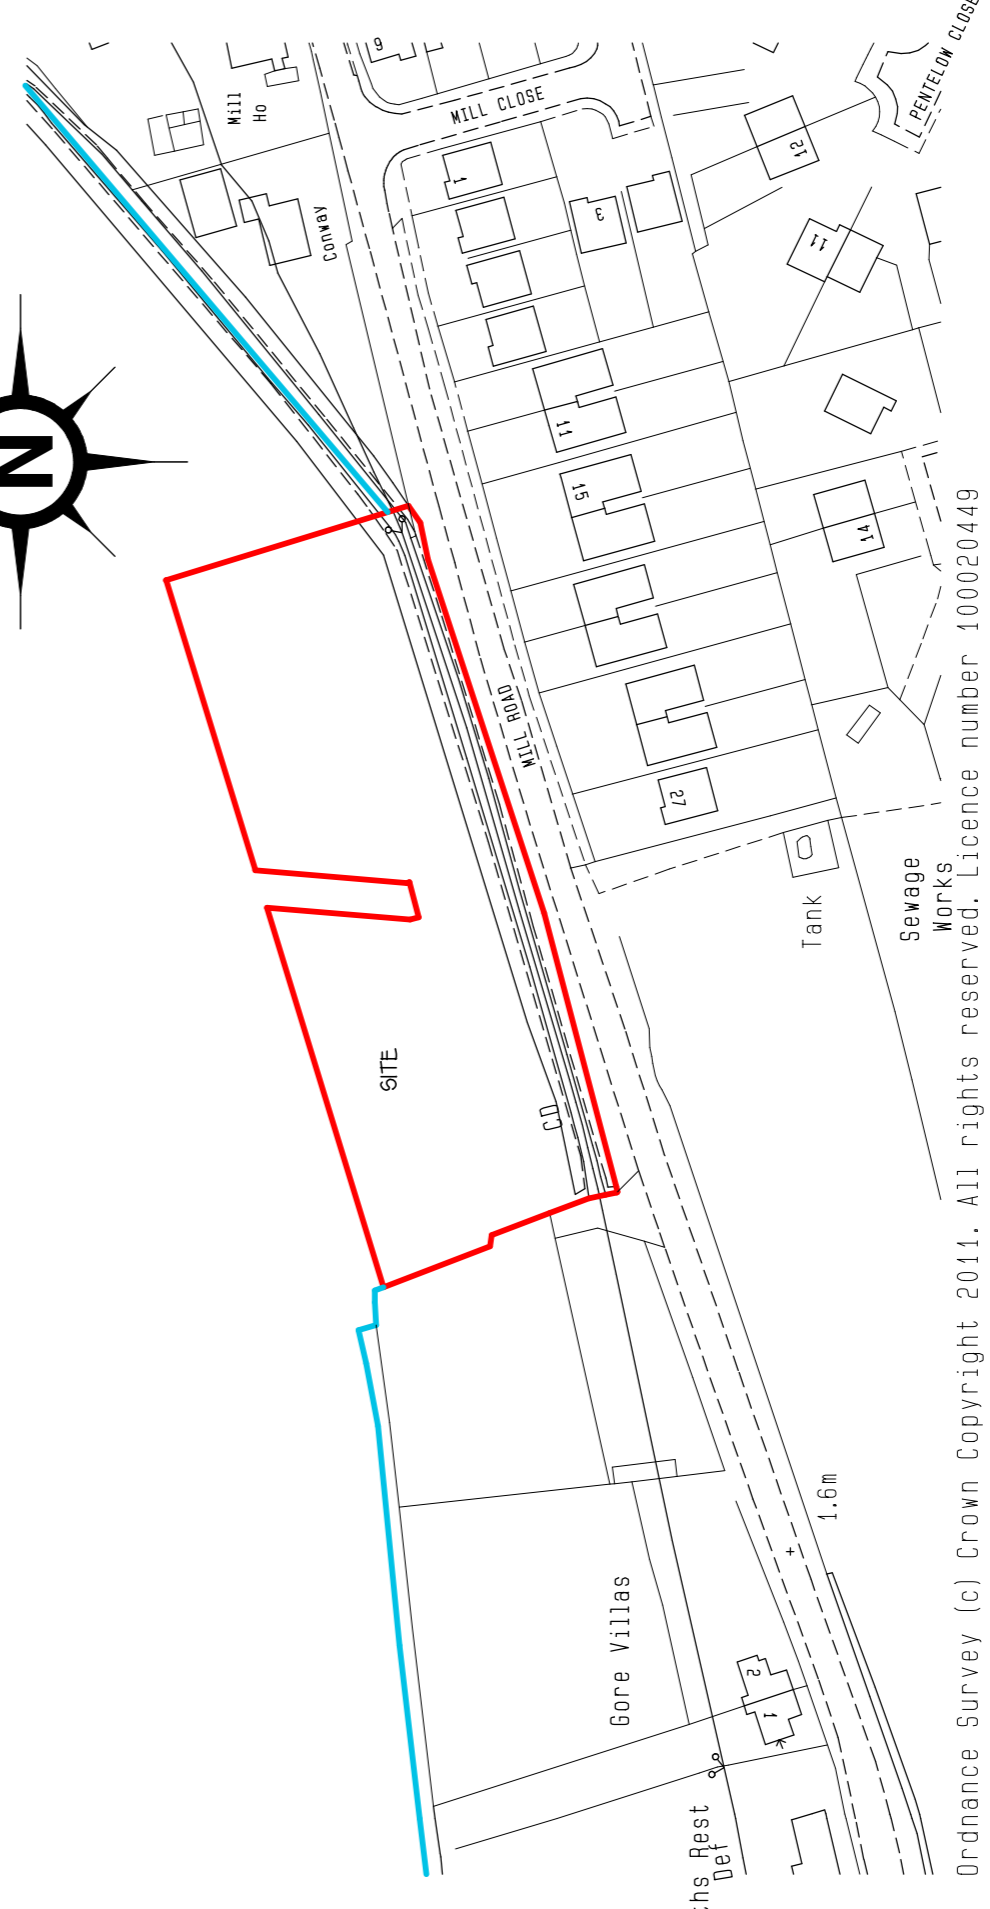 PENTELOW CLOSE
6
MILL CLOSE
Mill
Ho
12
1
3
Conway
11
N
11
15
14
MILL ROAD
27
Tank
Sewage
Works
SITE
CD
1.6m
Gore Villas
2
1
chs Rest
Def
Ordnance Survey (c) Crown Copyright 2011. All rights reserved. Licence number 100020449